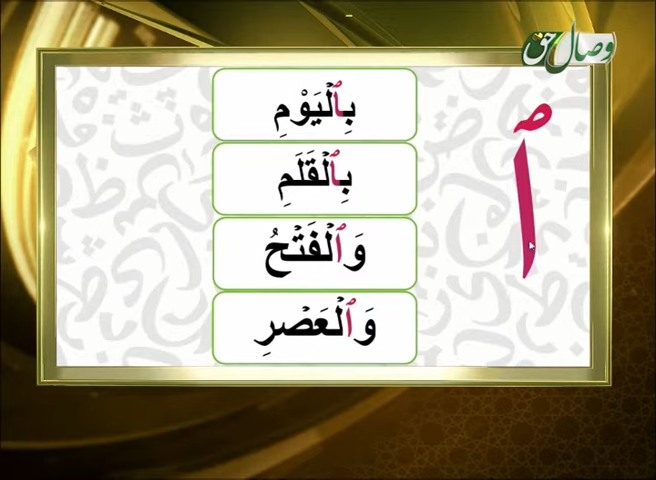 وصال حق
ٱ
بِٱلْيَوْمِ
بِٱلْقَلَمِ
وَٱلْفَتْحُ
وَٱلْعَصْرِ